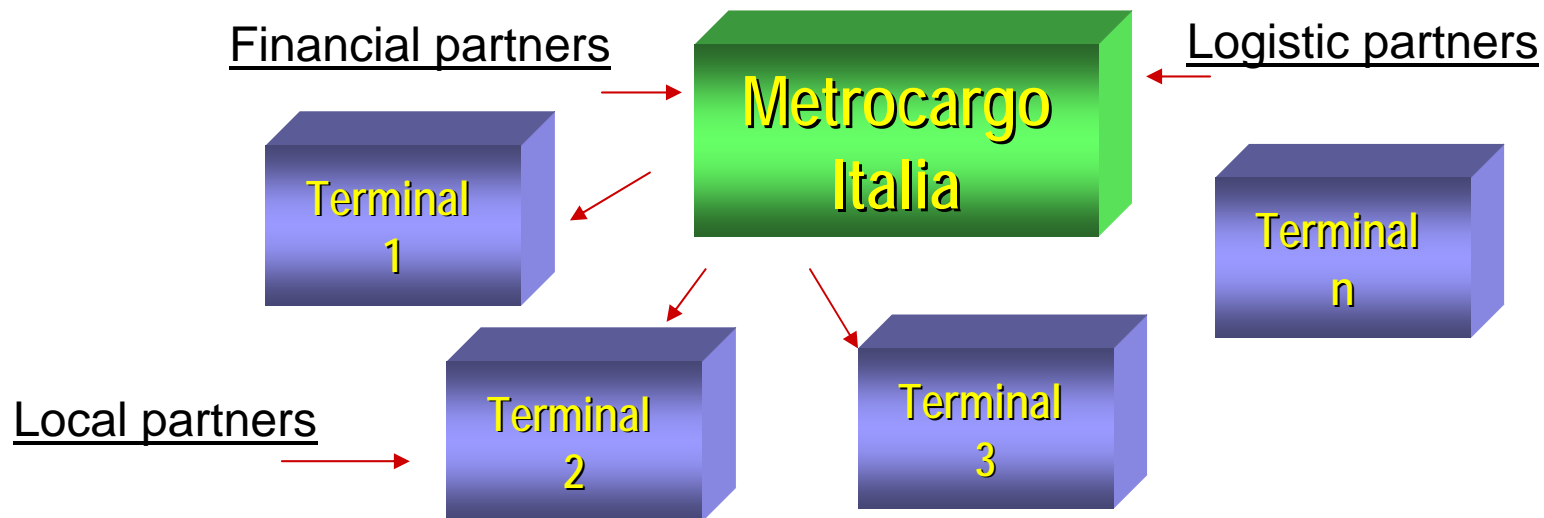 Financial partners
Logistic partners
Metrocargo
Italia
Terminal
1
Terminal
n
Local partners
Terminal
2
Terminal
3